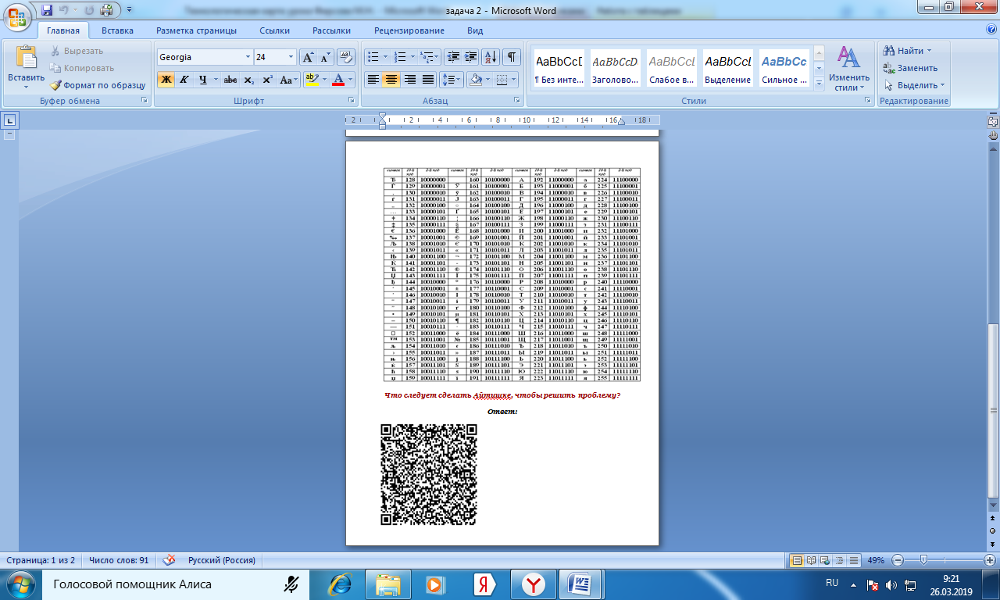 задача 2 - Microsoft Word
Главная Вставка Разметка страницы Ссылки Рассылки Рецензирование Вид
Вставить
Вырезать
Копировать
Формат по образцу
Буфер обмена
Georgia 24
Ж К Ч abc x₂ x² Aa
Шрифт
Абзац
AaBbCcD AaBbCcD AaBbCcL AaBbCcL AaBbCc
¶ Без инте... Заголово... Слабое в... Выделение Сильное ...
Изменить стили
Стили
Найти
Заменить
Выделить
Редактирование
2 2 4 6 8 10 12 14 16 18
символ 10-й код 2-й код символ 10-й код 2-й код символ 10-й код 2-й код символ 10-й код 2-й код
Ђ 128 10000000 160 10100000 А 192 11000000 а 224 11100000
Ѓ 129 10000001 Ў 161 10100001 Б 193 11000001 б 225 11100001
‚ 130 10000010 ў 162 10100010 В 194 11000010 в 226 11100010
ѓ 131 10000011 Ј 163 10100011 Г 195 11000011 г 227 11100011
„ 132 10000100 ¤ 164 10100100 Д 196 11000100 д 228 11100100
… 133 10000101 Ґ 165 10100101 Е 197 11000101 е 229 11100101
† 134 10000110 ¦ 166 10100110 Ж 198 11000110 ж 230 11100110
‡ 135 10000111 § 167 10100111 З 199 11000111 з 231 11100111
€ 136 10001000 Ё 168 10101000 И 200 11001000 и 232 11101000
‰ 137 10001001 © 169 10101001 Й 201 11001001 й 233 11101001
Љ 138 10001010 Є 170 10101010 К 202 11001010 к 234 11101010
‹ 139 10001011 « 171 10101011 Л 203 11001011 л 235 11101011
Њ 140 10001100 ¬ 172 10101100 М 204 11001100 м 236 11101100
Ќ 141 10001101 - 173 10101101 Н 205 11001101 н 237 11101101
Ћ 142 10001110 ® 174 10101110 О 206 11001110 о 238 11101110
Џ 143 10001111 Ї 175 10101111 П 207 11001111 п 239 11101111
ђ 144 10010000 ° 176 10110000 Р 208 11010000 р 240 11110000
‘ 145 10010001 ± 177 10110001 С 209 11010001 с 241 11110001
’ 146 10010010 І 178 10110010 Т 210 11010010 т 242 11110010
“ 147 10010011 і 179 10110011 У 211 11010011 у 243 11110011
” 148 10010100 ґ 180 10110100 Ф 212 11010100 ф 244 11110100
• 149 10010101 µ 181 10110101 Х 213 11010101 х 245 11110101
– 150 10010110 ¶ 182 10110110 Ц 214 11010110 ц 246 11110110
— 151 10010111 · 183 10110111 Ч 215 11010111 ч 247 11110111
□ 152 10011000 ё 184 10111000 Ш 216 11011000 ш 248 11111000
™ 153 10011001 № 185 10111001 Щ 217 11011001 щ 249 11111001
љ 154 10011010 є 186 10111010 Ъ 218 11011010 ъ 250 11111010
› 155 10011011 » 187 10111011 Ы 219 11011011 ы 251 11111011
њ 156 10011100 ј 188 10111100 Ь 220 11011100 ь 252 11111100
ќ 157 10011101 Ѕ 189 10111101 Э 221 11011101 э 253 11111101
ћ 158 10011110 ѕ 190 10111110 Ю 222 11011110 ю 254 11111110
џ 159 10011111 ї 191 10111111 Я 223 11011111 я 255 11111111
Что следует сделать Айтишке, чтобы решить проблему?
Ответ:
Страница: 1 из 2 Число слов: 91 Русский (Россия) 49%
Голосовой помощник Алиса
RU
9:21
26.03.2019